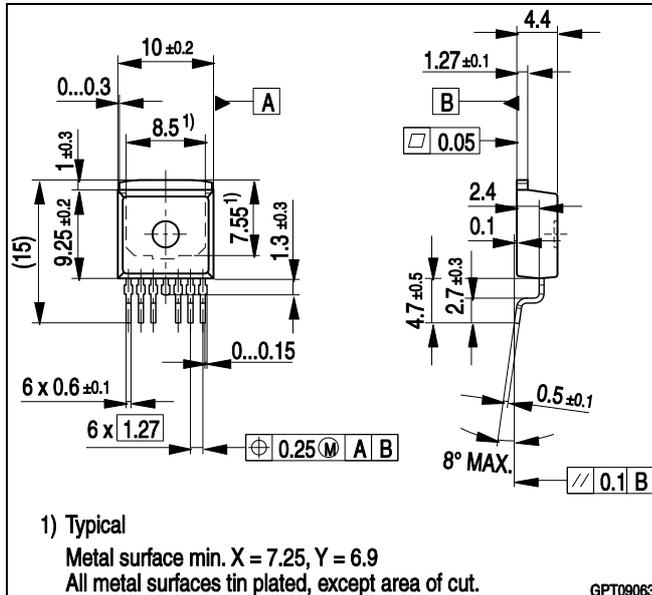 4.4
10 ±0.2
1.27 ±0.1
0...0.3
A
B
8.5 1)
0.05
1 ±0.3
7.55 1)
1.3 ±0.3
2.4
(15)
9.25 ±0.2
0.1
4.7 ±0.5
2.7 ±0.3
0...0.15
6 x 0.6 ±0.1
0.5 ±0.1
6 x 1.27
0.25 Ⓜ A B
8° MAX.
// 0.1 B
1) Typical
Metal surface min. X = 7.25, Y = 6.9
All metal surfaces tin plated, except area of cut.
GPT09063